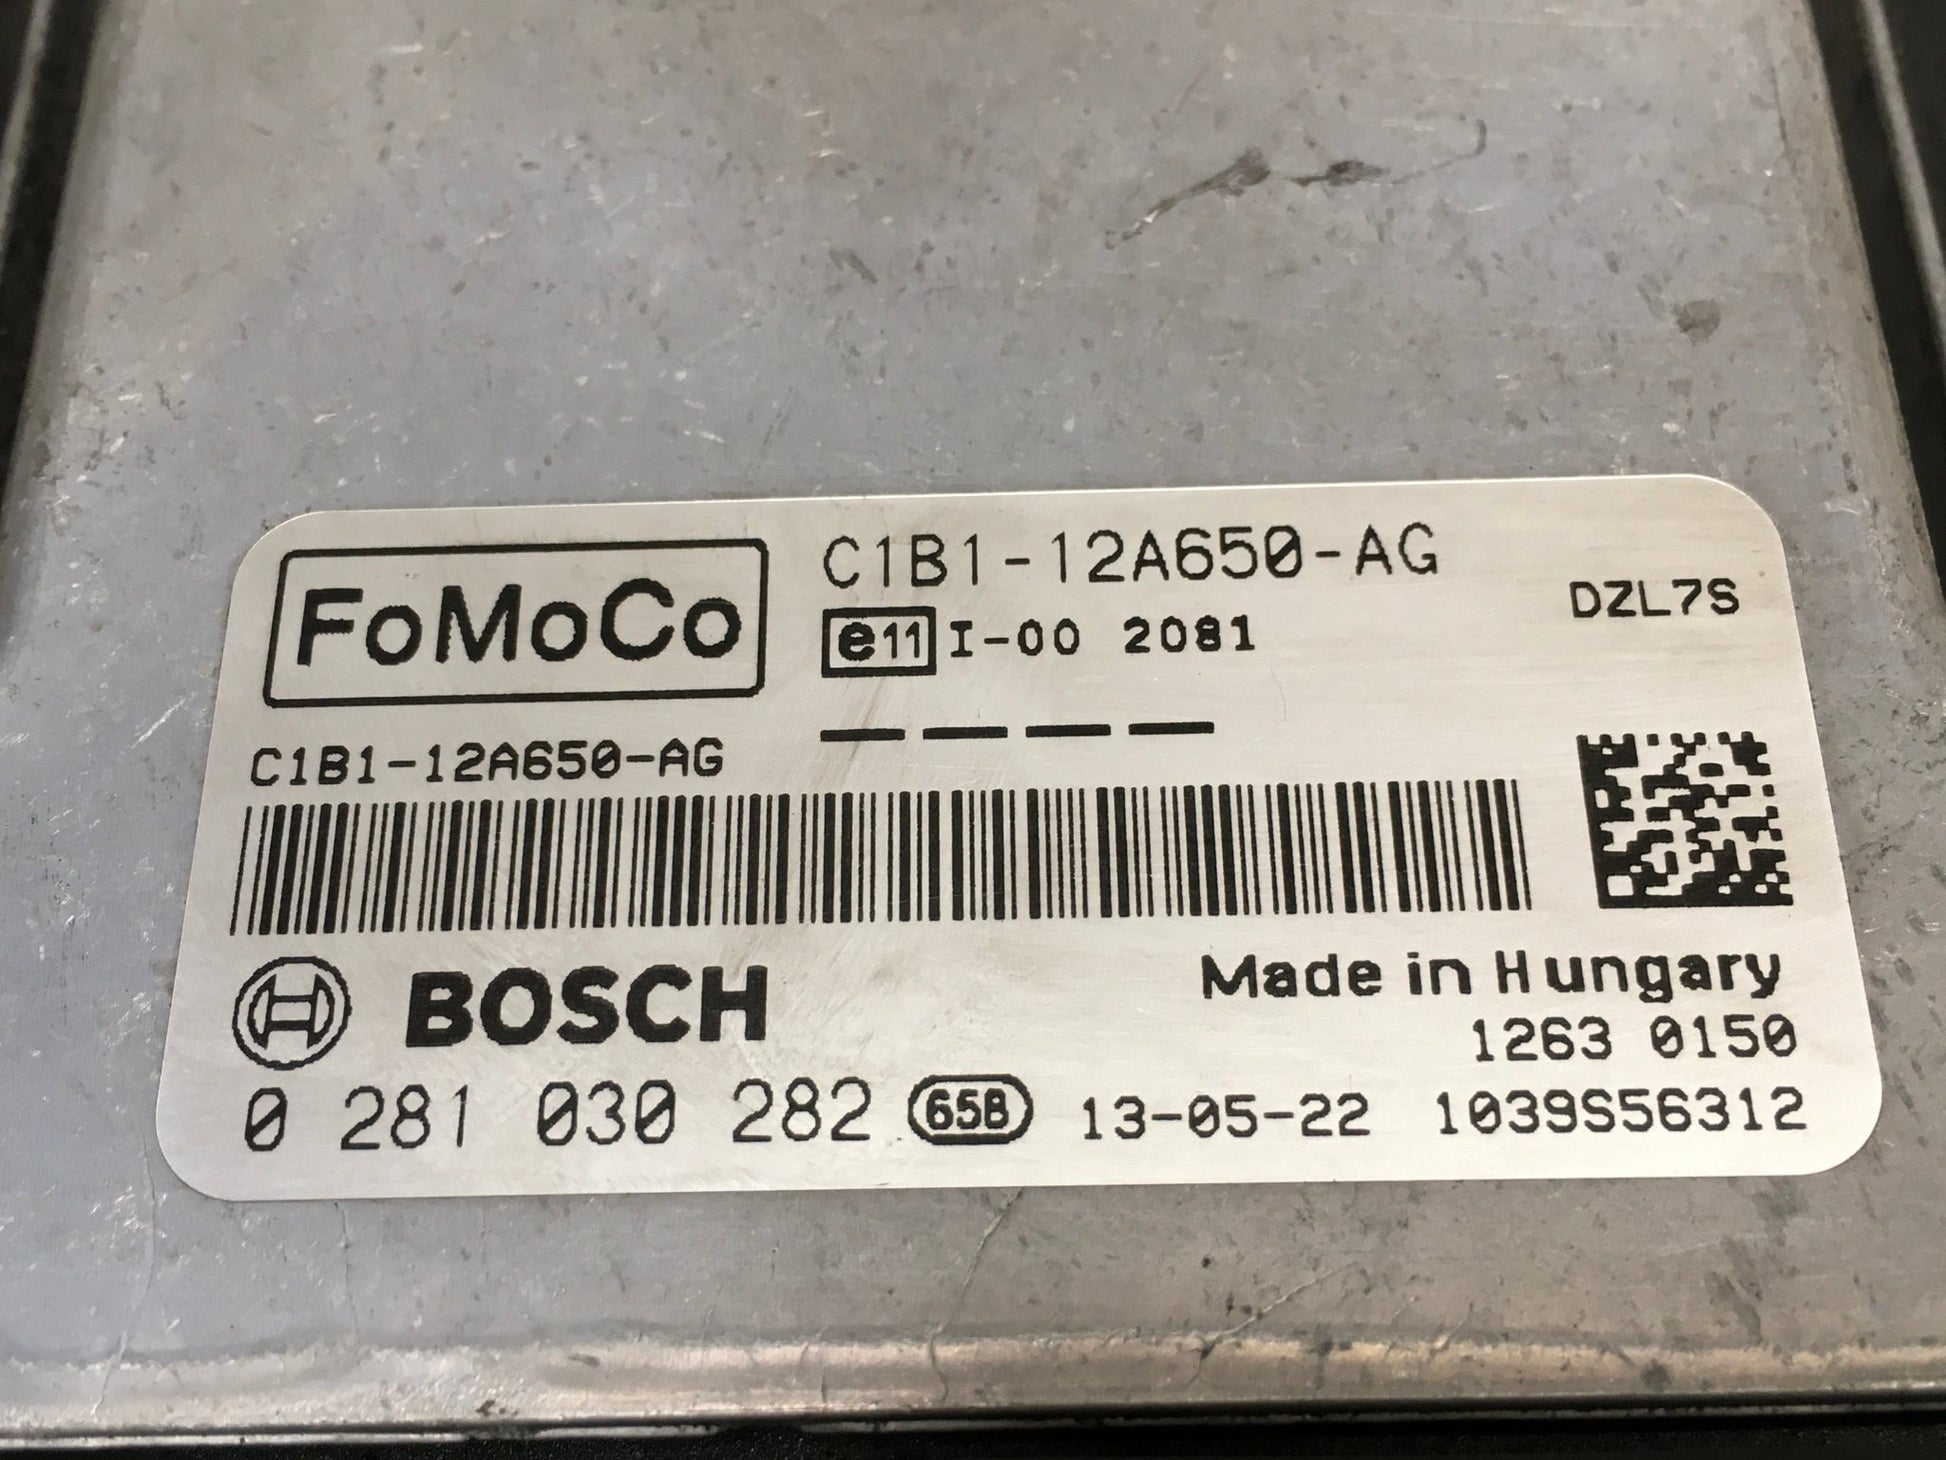 FoMoCo
C1B1-12A650-AG
DZL7S
e11 I-00 2081
— — — —
C1B1-12A650-AG
BOSCH
Made in Hungary
1263 0150
0 281 030 282 65B 13-05-22 1039S56312